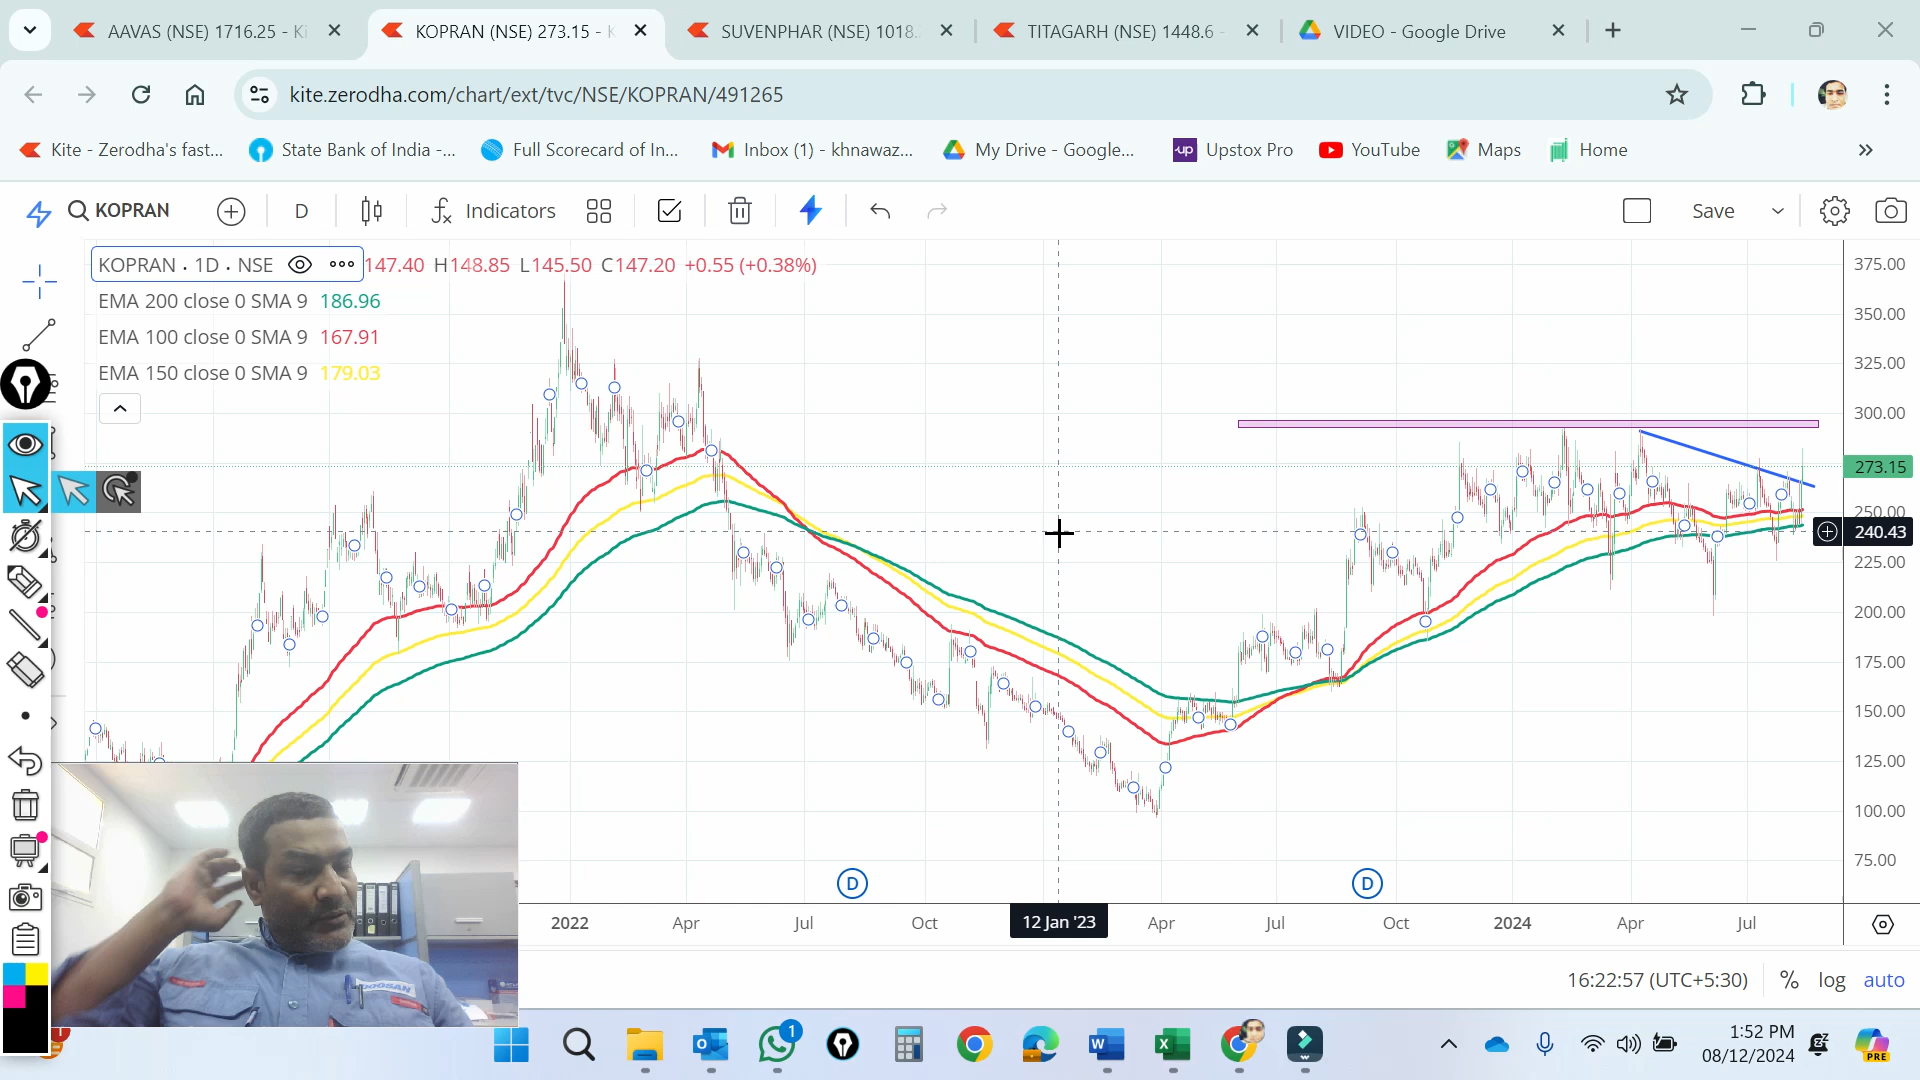 AAVAS (NSE) 1716.25 - Ki
KOPRAN (NSE) 273.15 - K
SUVENPHAR (NSE) 1018.
TITAGARH (NSE) 1448.6 -
VIDEO - Google Drive
kite.zerodha.com/chart/ext/tvc/NSE/KOPRAN/491265
Kite - Zerodha's fast...
State Bank of India -...
Full Scorecard of In...
Inbox (1) - khnawaz...
My Drive - Google...
up
Upstox Pro
YouTube
Maps
Home
KOPRAN
D
Indicators
Save
KOPRAN · 1D · NSE
147.40 H148.85 L145.50 C147.20 +0.55 (+0.38%)
EMA 200 close 0 SMA 9 186.96
EMA 100 close 0 SMA 9 167.91
EMA 150 close 0 SMA 9 179.03
375.00
350.00
325.00
300.00
273.15
250.00
240.43
225.00
200.00
175.00
150.00
125.00
100.00
75.00
D
D
2022
Apr
Jul
Oct
12 Jan '23
Apr
Jul
Oct
2024
Apr
Jul
16:22:57 (UTC+5:30)
%
log
auto
DOOSAN
1
1
1:52 PM
08/12/2024
PRE